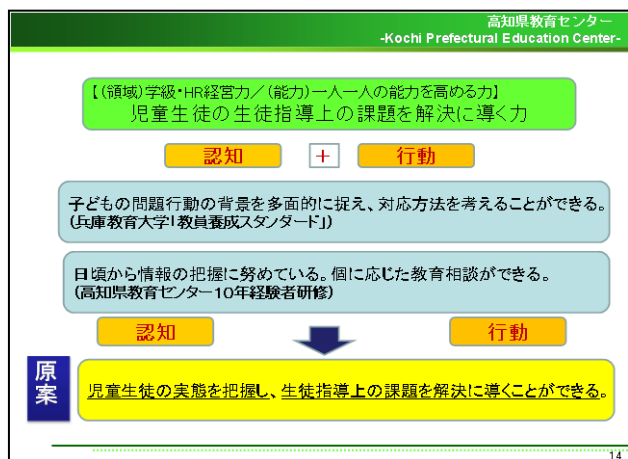 高知県教育センター
-Kochi Prefectural Education Center-
【(領域)学級・HR経営力／(能力)一人一人の能力を高める力】
児童生徒の生徒指導上の課題を解決に導く力
認知 + 行動
子どもの問題行動の背景を多面的に捉え、対応方法を考えることができる。
(兵庫教育大学「教員養成スタンダード」)
日頃から情報の把握に努めている。個に応じた教育相談ができる。
(高知県教育センター10年経験者研修)
認知 行動
原案
児童生徒の実態を把握し、生徒指導上の課題を解決に導くことができる。
14